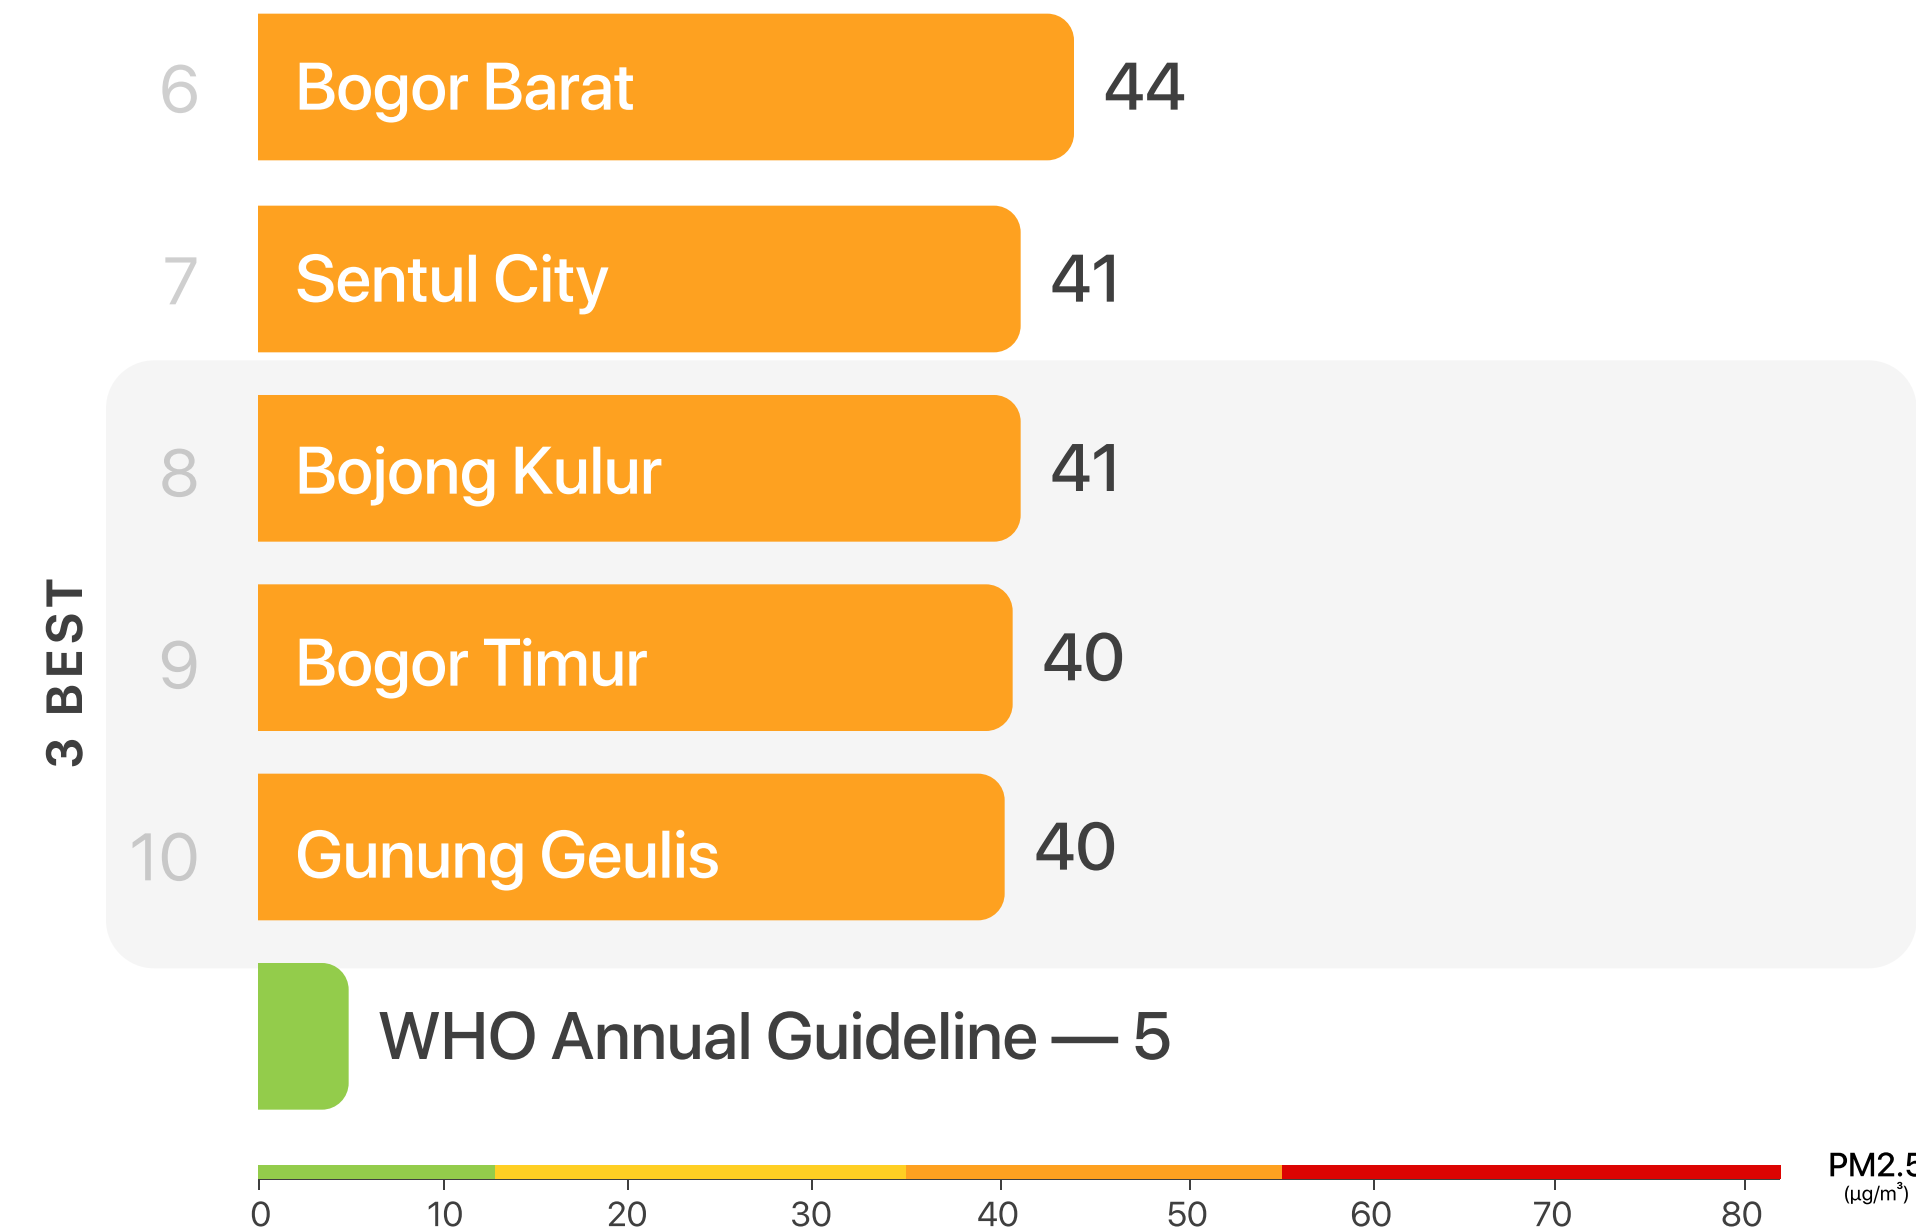 6 Bogor Barat 44
7 Sentul City 41
3 BEST
8 Bojong Kulur 41
9 Bogor Timur 40
10 Gunung Geulis 40
WHO Annual Guideline — 5
0 10 20 30 40 50 60 70 80
PM2.5
(µg/m³)